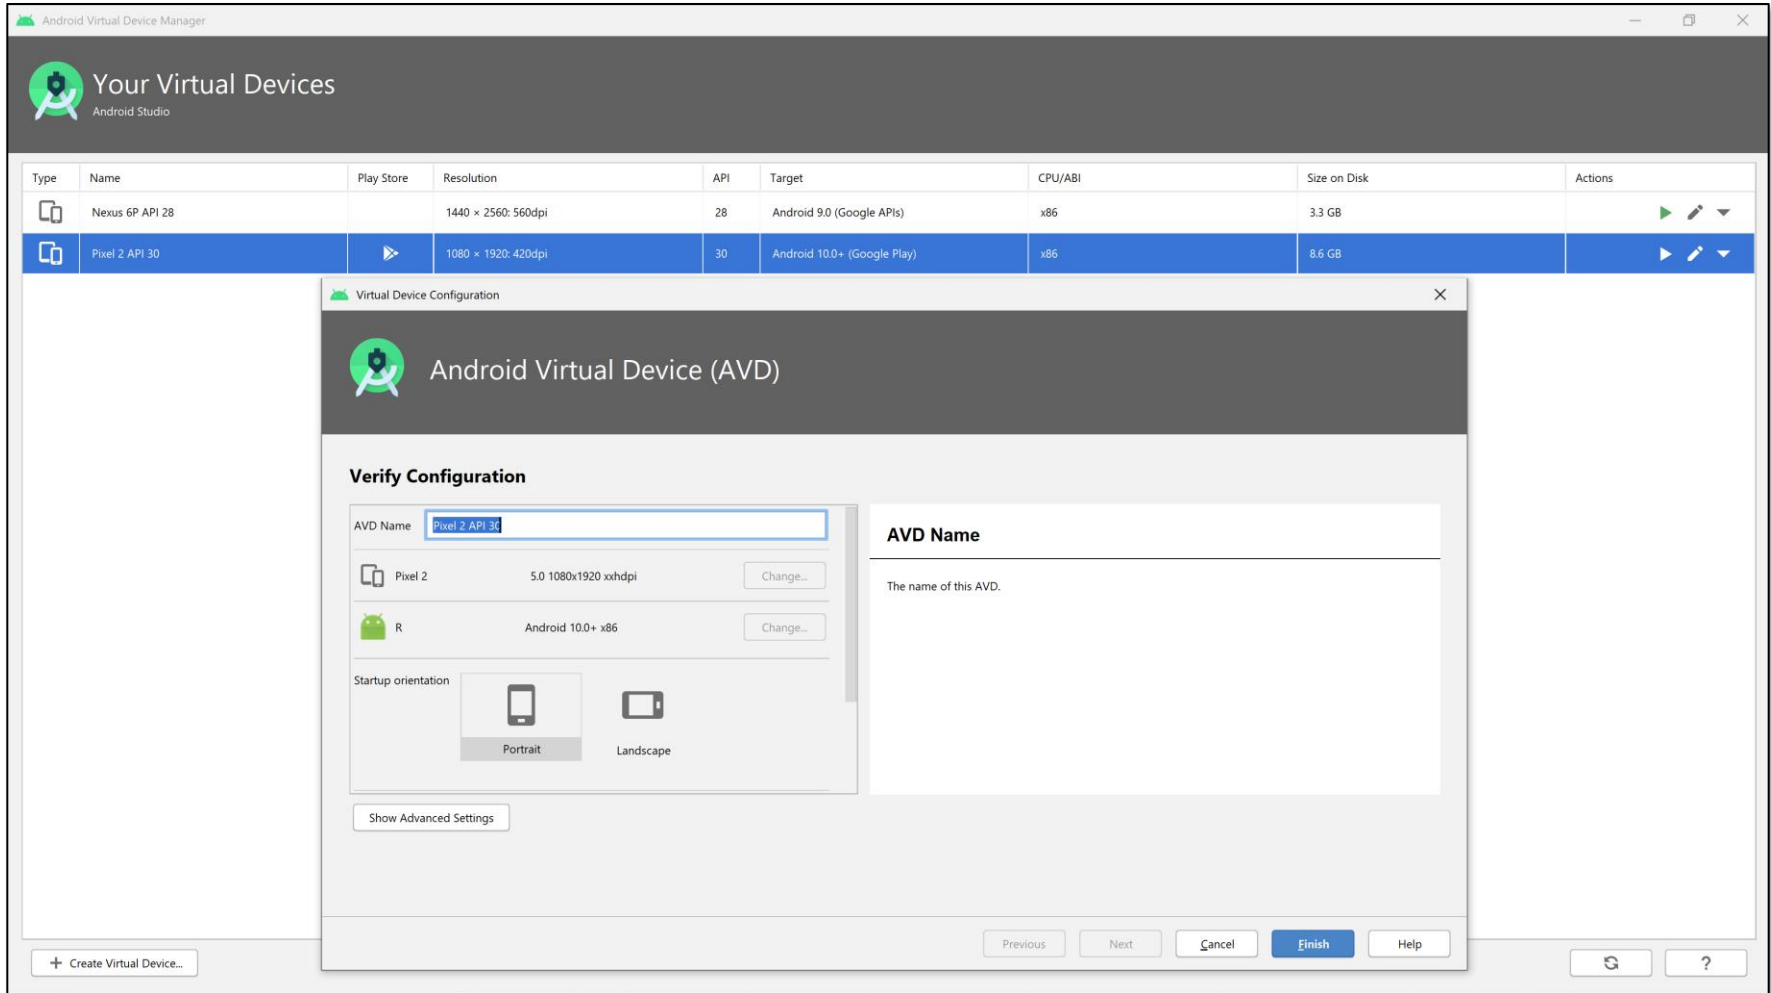 Android Virtual Device Manager
Your Virtual Devices
Android Studio
Type Name Play Store Resolution API Target CPU/ABI Size on Disk Actions
Nexus 6P API 28 1440 × 2560: 560dpi 28 Android 9.0 (Google APIs) x86 3.3 GB
Pixel 2 API 30 1080 × 1920: 420dpi 30 Android 10.0+ (Google Play) x86 8.6 GB
Virtual Device Configuration
Android Virtual Device (AVD)
Verify Configuration
AVD Name Pixel 2 API 30
Pixel 2 5.0 1080x1920 xxhdpi Change...
R Android 10.0+ x86 Change...
Startup orientation
Portrait
Landscape
Show Advanced Settings
AVD Name
The name of this AVD.
Previous Next Cancel Finish Help
+ Create Virtual Device... ?